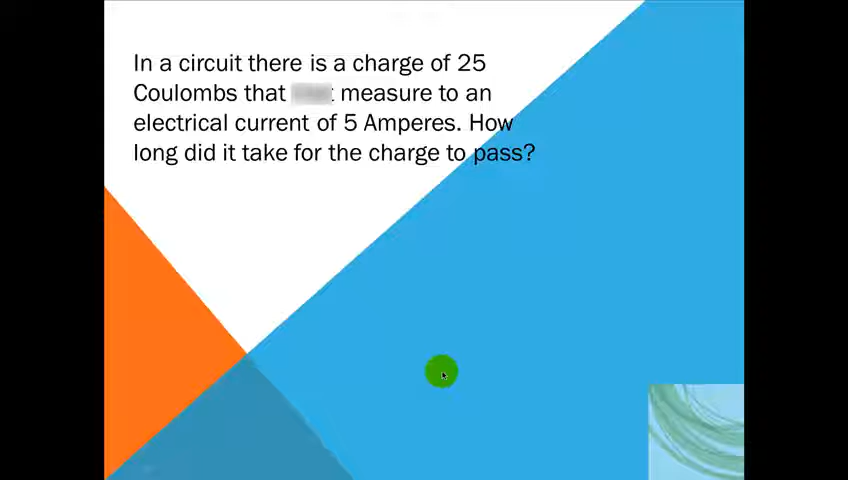 In a circuit there is a charge of 25
Coulombs that measure to an
electrical current of 5 Amperes. How
long did it take for the charge to pass?